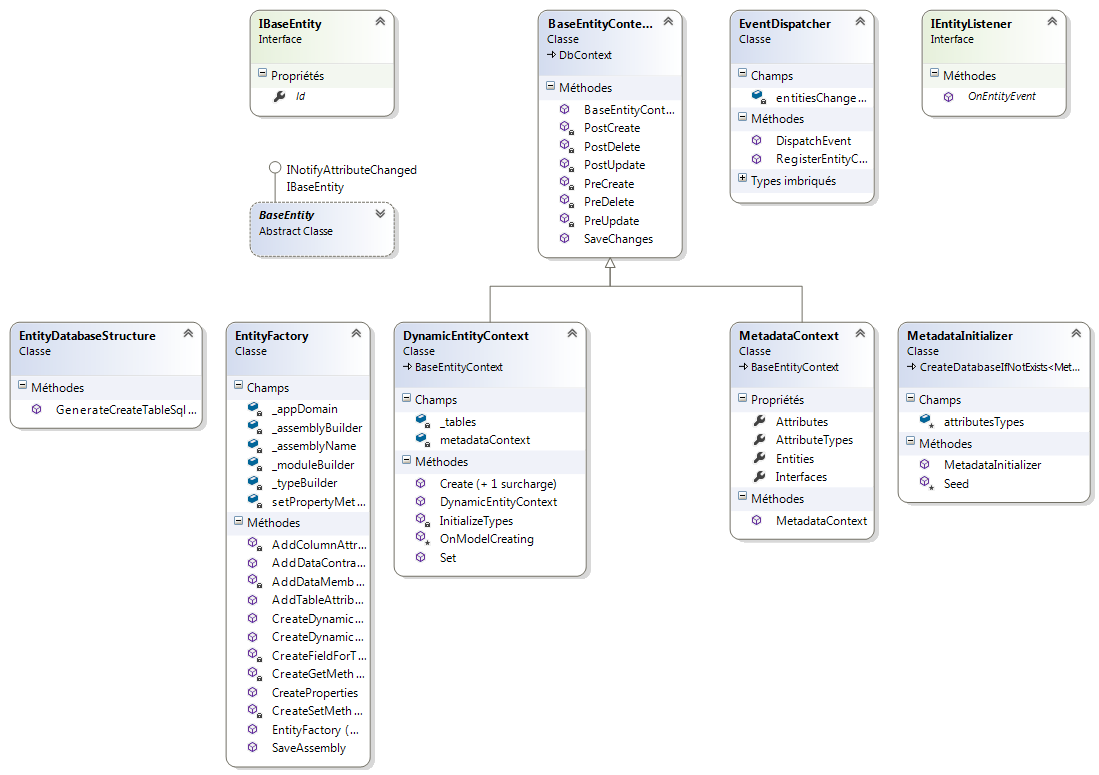 IBaseEntity
Interface
Propriétés
Id
BaseEntityConte...
Classe
DbContext
Méthodes
BaseEntityCont...
PostCreate
PostDelete
PostUpdate
PreCreate
PreDelete
PreUpdate
SaveChanges
EventDispatcher
Classe
Champs
entitiesChange...
Méthodes
DispatchEvent
RegisterEntityC...
Types imbriqués
IEntityListener
Interface
Méthodes
OnEntityEvent
INotifyAttributeChanged
IBaseEntity
BaseEntity
Abstract Classe
EntityDatabaseStructure
Classe
Méthodes
GenerateCreateTableSql...
EntityFactory
Classe
Champs
_appDomain
_assemblyBuilder
_assemblyName
_moduleBuilder
_typeBuilder
setPropertyMet...
Méthodes
AddColumnAttr...
AddDataContra...
AddDataMemb...
AddTableAttrib...
CreateDynamic...
CreateDynamic...
CreateFieldForT...
CreateGetMeth...
CreateProperties
CreateSetMeth...
EntityFactory (...
SaveAssembly
DynamicEntityContext
Classe
BaseEntityContext
Champs
_tables
metadataContext
Méthodes
Create (+ 1 surcharge)
DynamicEntityContext
InitializeTypes
OnModelCreating
Set
MetadataContext
Classe
BaseEntityContext
Propriétés
Attributes
AttributeTypes
Entities
Interfaces
Méthodes
MetadataContext
MetadataInitializer
Classe
CreateDatabaseIfNotExists<Met...
Champs
attributesTypes
Méthodes
MetadataInitializer
Seed